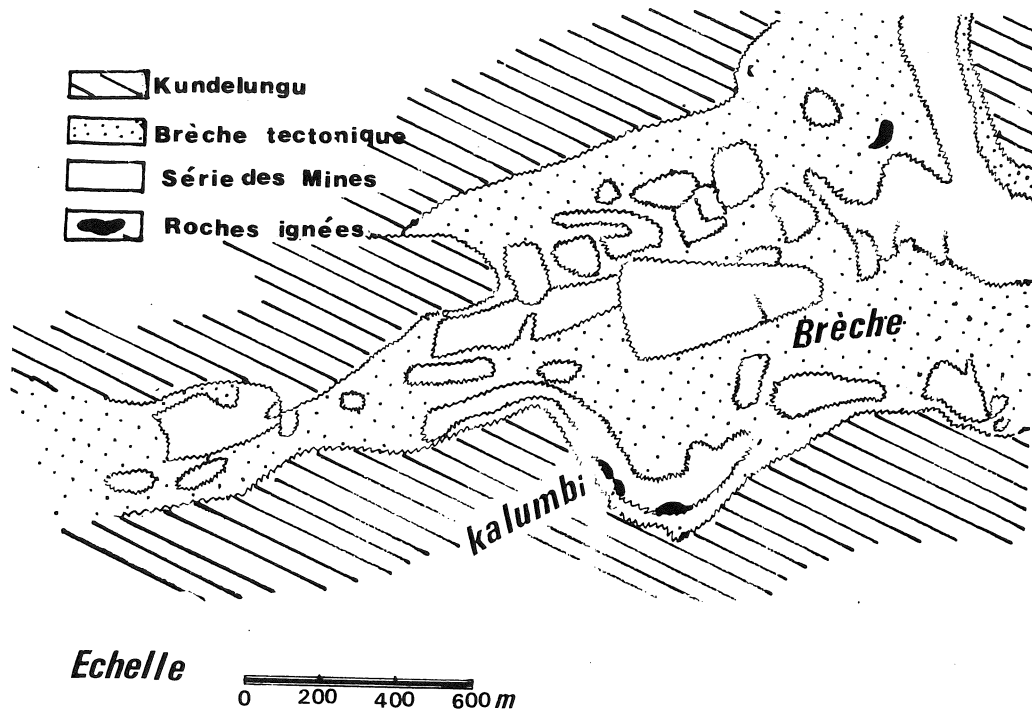 Kundelungu
Brèche tectonique
Série des Mines
Roches ignées
Brèche
kalumbi
Echelle
0 200 400 600 m